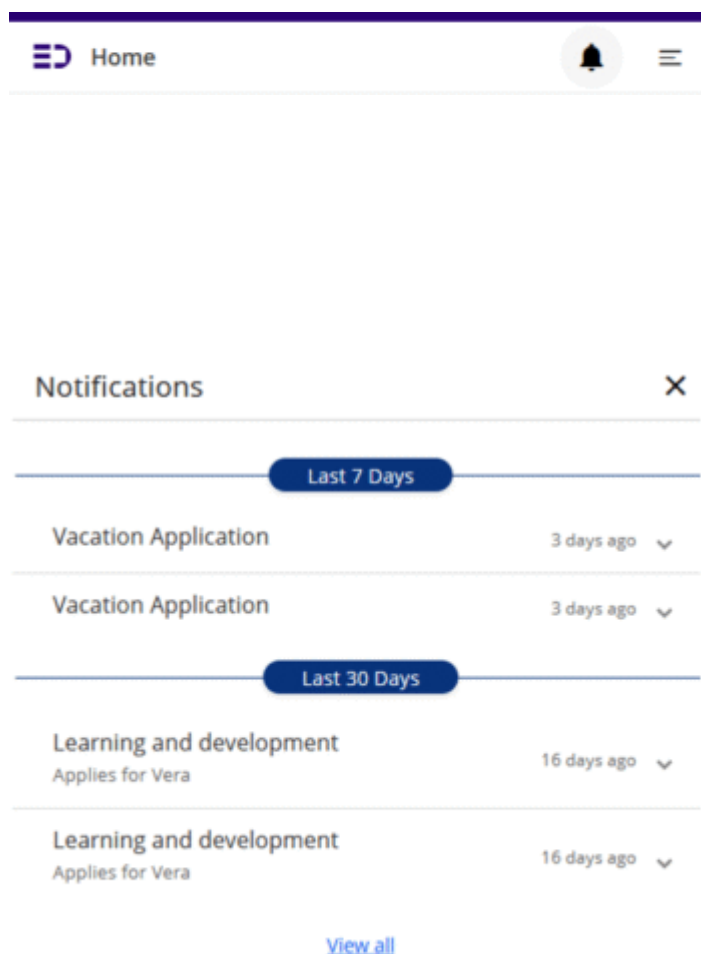 Home
Notifications
Last 7 Days
Vacation Application
3 days ago
Vacation Application
3 days ago
Last 30 Days
Learning and development
Applies for Vera
16 days ago
Learning and development
Applies for Vera
16 days ago
View all